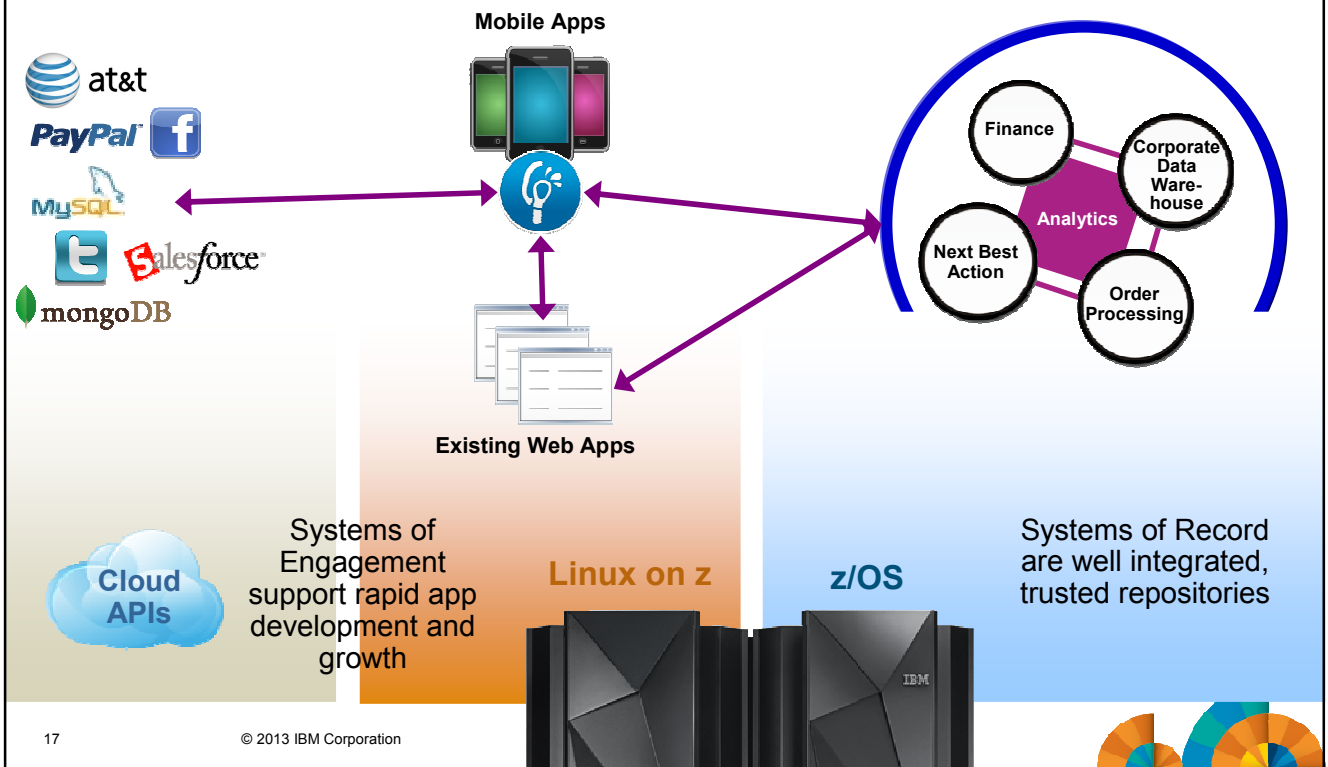 Mobile Apps
at&t
PayPal
f
MySQL
t
salesforce
mongoDB
Existing Web Apps
Finance
Corporate
Data
Ware-
house
Analytics
Next Best
Action
Order
Processing
Cloud
APIs
Systems of
Engagement
support rapid app
development and
growth
Linux on z
z/OS
Systems of Record
are well integrated,
trusted repositories
IBM
17
© 2013 IBM Corporation